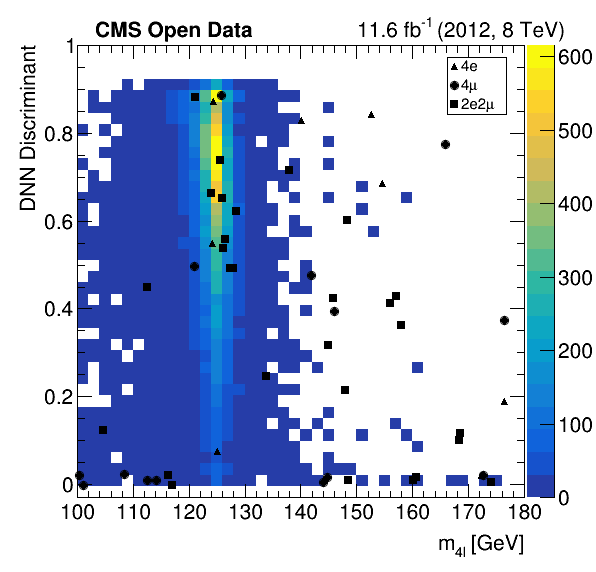 CMS Open Data 11.6 fb⁻¹ (2012, 8 TeV)
DNN Discriminant
1
0.8
0.6
0.4
0.2
0
4e
4μ
2e2μ
600
500
400
300
200
100
0
100 110 120 130 140 150 160 170 180
m4l [GeV]